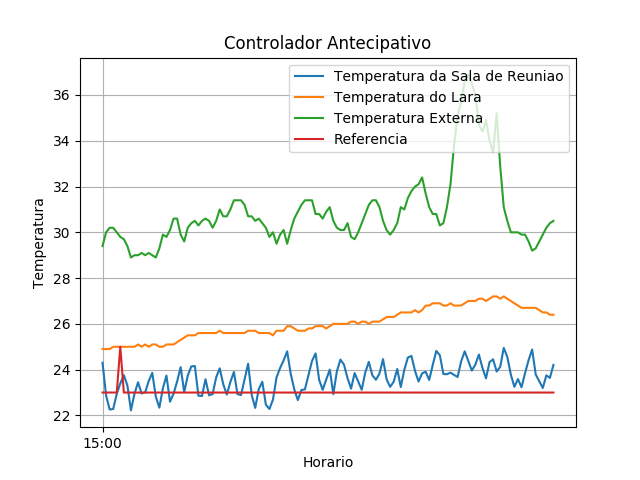 Controlador Antecipativo
Temperatura da Sala de Reuniao
Temperatura do Lara
Temperatura Externa
Referencia
36
34
32
30
28
26
24
22
Temperatura
15:00
Horario